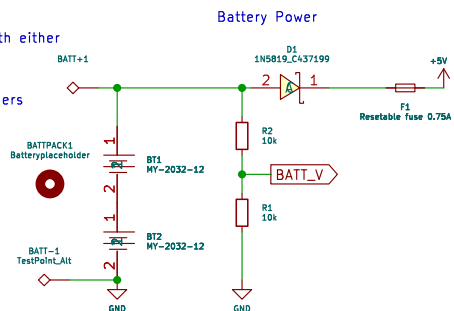 Battery Power
th either
ers
BATT+1
D1
1N5819_C437199
2
1
A
+5V
F1
Resetable fuse 0.75A
BATTPACK1
Batteryplaceholder
1
BT1
MY-2032-12
2
R2
10k
BATT_V
1
BT2
MY-2032-12
2
R1
10k
BATT-1
TestPoint_Alt
GND
GND